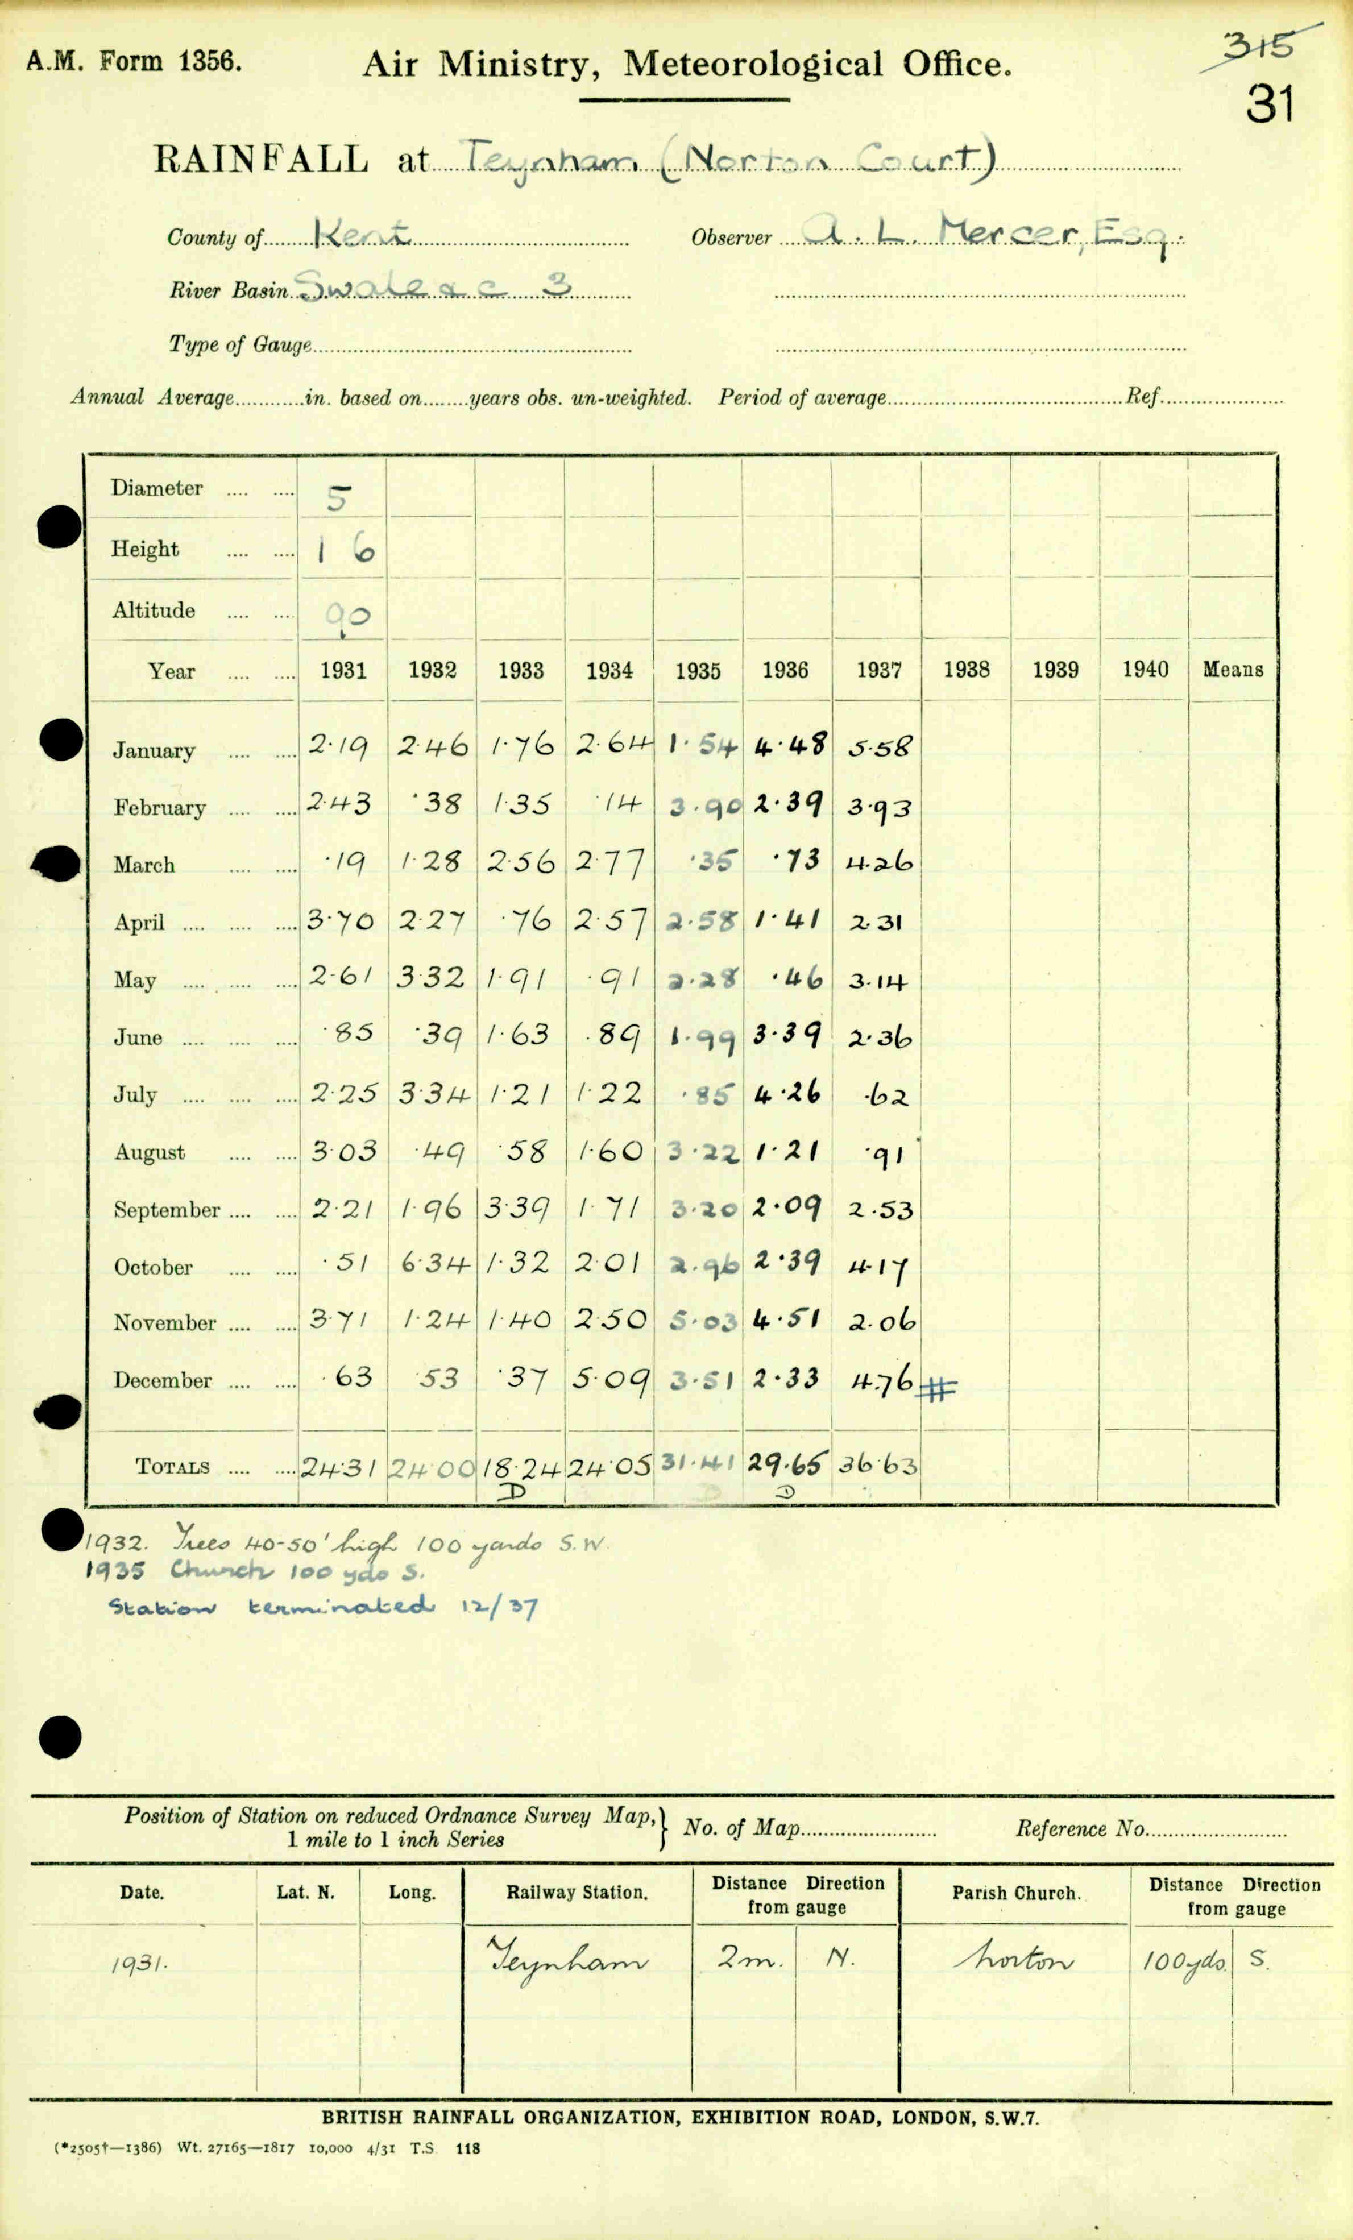 A.M. Form 1356.
Air Ministry, Meteorological Office.
315
31
RAINFALL at Teynham (Norton Court)
County of Kent Observer A. L. Mercer, Esq.
River Basin Swale &c 3
Type of Gauge
Annual Average in. based on years obs. un-weighted. Period of average Ref.
Diameter 5
Height 1 6
Altitude 90
Year 1931 1932 1933 1934 1935 1936 1937 1938 1939 1940 Means
January 2·19 2·46 1·76 2·64 1·54 4·48 5·58
February 2·43 ·38 1·35 ·14 3·90 2·39 3·93
March ·19 1·28 2·56 2·77 ·35 ·73 4·26
April 3·70 2·27 ·76 2·57 2·58 1·41 2·31
May 2·61 3·32 1·91 ·91 2·28 ·46 3·14
June ·85 ·39 1·63 ·89 1·99 3·39 2·36
July 2·25 3·34 1·21 1·22 ·85 4·26 ·62
August 3·03 ·49 ·58 1·60 3·22 1·21 ·91
September 2·21 1·96 3·39 1·71 3·20 2·09 2·53
October ·51 6·34 1·32 2·01 2·96 2·39 4·17
November 3·71 1·24 1·40 2·50 5·03 4·51 2·06
December ·63 ·53 ·37 5·09 3·51 2·33 4·76 #
TOTALS 24·31 24·00 18·24 24·05 31·41 29·65 36·63
D D D
1932. Trees 40-50' high 100 yards S.W.
1935 Church 100 yds S.
Station terminated 12/37
Position of Station on reduced Ordnance Survey Map, 1 mile to 1 inch Series } No. of Map Reference No.
Date. Lat. N. Long. Railway Station. Distance Direction from gauge Parish Church. Distance Direction from gauge
1931. Teynham 2m. N. Norton 100yds. S.
BRITISH RAINFALL ORGANIZATION, EXHIBITION ROAD, LONDON, S.W.7.
(*2505†—1386) Wt. 27165—1817 10,000 4/31 T.S. 118